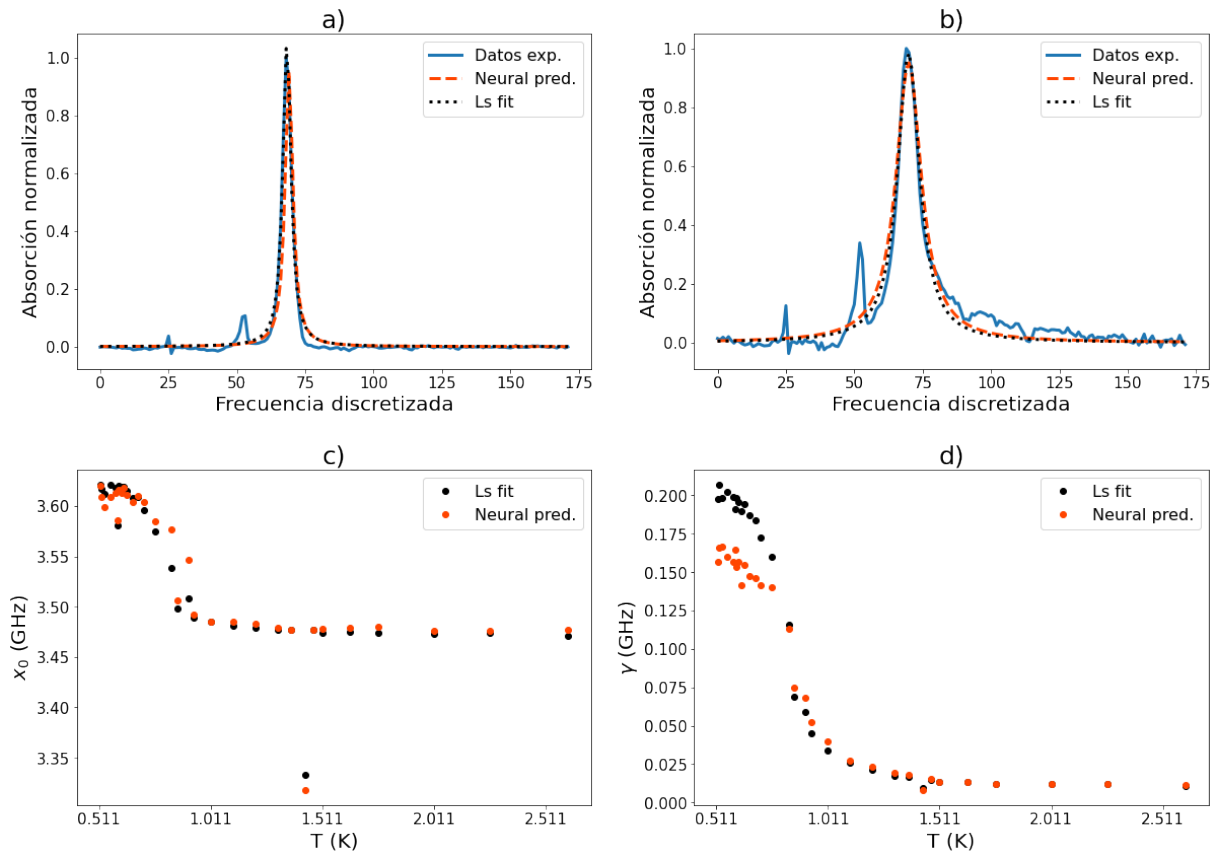 a)
Absorción normalizada
1.0
0.8
0.6
0.4
0.2
0.0
Datos exp.
Neural pred.
Ls fit
0 25 50 75 100 125 150 175
Frecuencia discretizada
b)
Absorción normalizada
1.0
0.8
0.6
0.4
0.2
0.0
Datos exp.
Neural pred.
Ls fit
0 25 50 75 100 125 150 175
Frecuencia discretizada
c)
x₀ (GHz)
3.60
3.55
3.50
3.45
3.40
3.35
Ls fit
Neural pred.
0.511 1.011 1.511 2.011 2.511
T (K)
d)
γ (GHz)
0.200
0.175
0.150
0.125
0.100
0.075
0.050
0.025
0.000
Ls fit
Neural pred.
0.511 1.011 1.511 2.011 2.511
T (K)